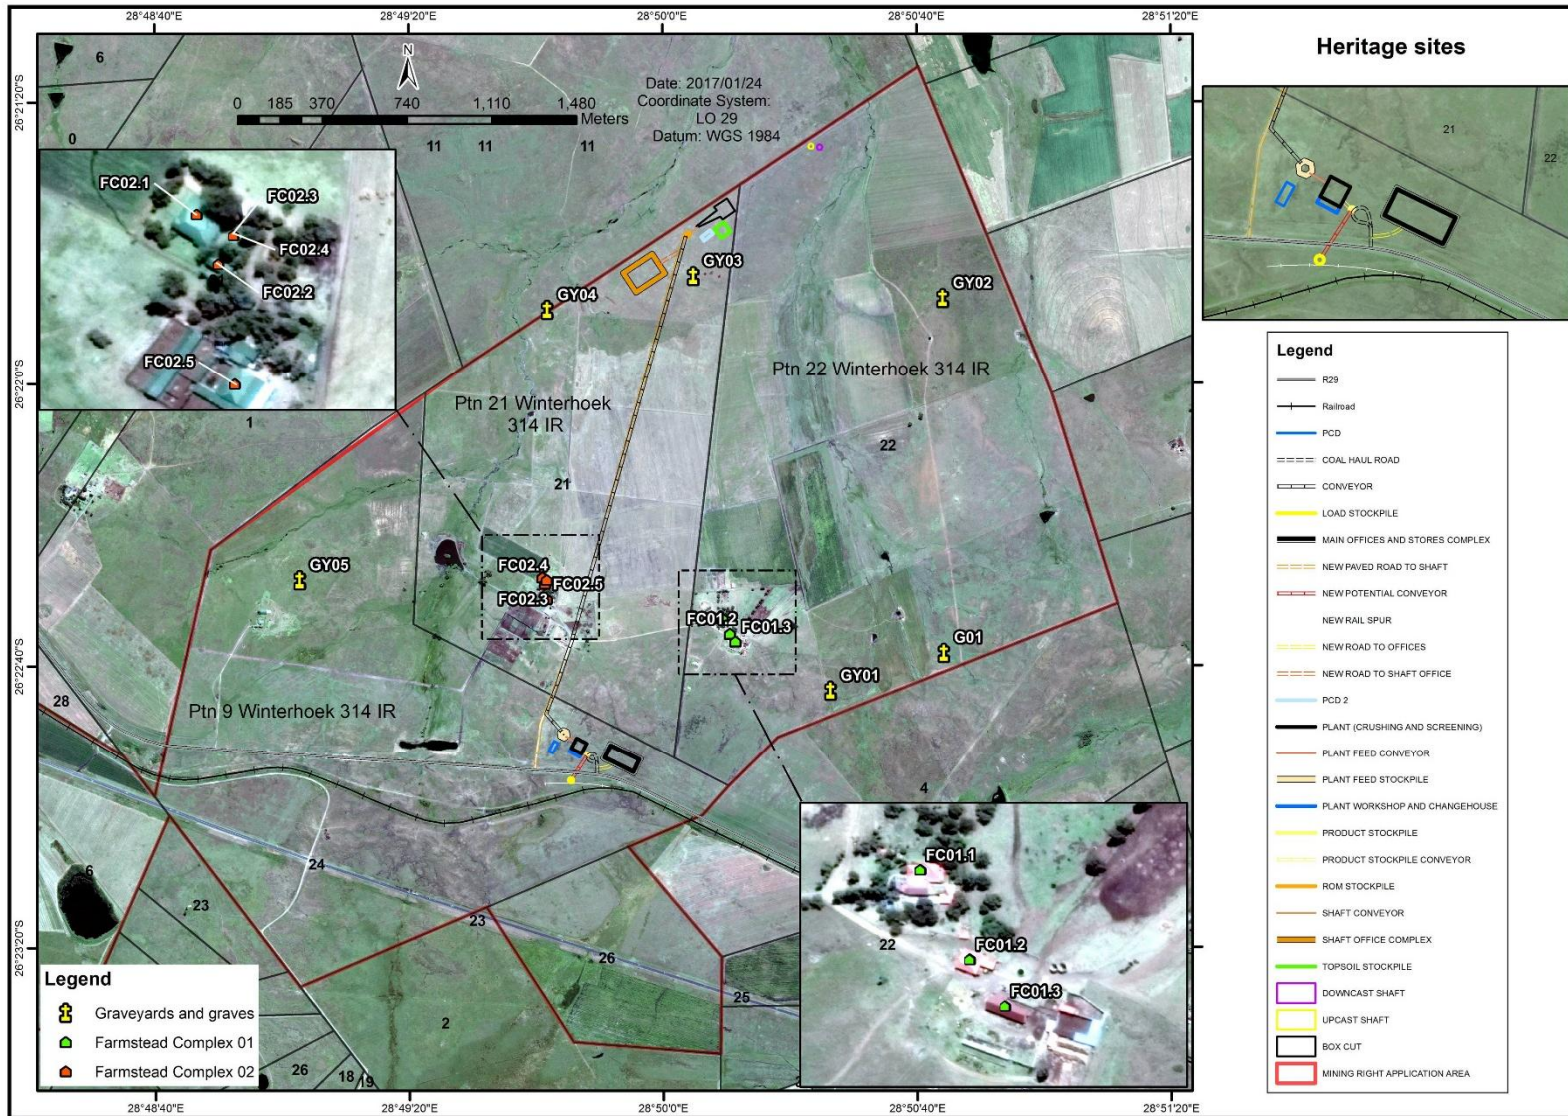 28°48'40"E
28°49'20"E
28°50'0"E
28°50'40"E
28°51'20"E
Heritage sites
26°21'20"S
26°22'0"S
26°22'40"S
26°23'20"S
N
0 185 370 740 1,110 1,480
Meters
Date: 2017/01/24
Coordinate System:
LO 29
Datum: WGS 1984
6
0
11 11 11
FC02.1
FC02.3
FC02.4
FC02.2
FC02.5
1
GY03
GY04
GY02
Ptn 22 Winterhoek 314 IR
Ptn 21 Winterhoek
314 IR
22
21
GY05
FC02.4
FC02.5
FC02.3
FC01.2
FC01.3
G01
GY01
28
Ptn 9 Winterhoek 314 IR
4
24
6
23
23
26
25
2
26
18
19
FC01.1
22
FC01.2
FC01.3
Legend
Graveyards and graves
Farmstead Complex 01
Farmstead Complex 02
28°48'40"E
28°49'20"E
28°50'0"E
28°50'40"E
28°51'20"E
21
22
Legend
R29
Railroad
PCD
COAL HAUL ROAD
CONVEYOR
LOAD STOCKPILE
MAIN OFFICES AND STORES COMPLEX
NEW PAVED ROAD TO SHAFT
NEW POTENTIAL CONVEYOR
NEW RAIL SPUR
NEW ROAD TO OFFICES
NEW ROAD TO SHAFT OFFICE
PCD 2
PLANT (CRUSHING AND SCREENING)
PLANT FEED CONVEYOR
PLANT FEED STOCKPILE
PLANT WORKSHOP AND CHANGEHOUSE
PRODUCT STOCKPILE
PRODUCT STOCKPILE CONVEYOR
ROM STOCKPILE
SHAFT CONVEYOR
SHAFT OFFICE COMPLEX
TOPSOIL STOCKPILE
DOWNCAST SHAFT
UPCAST SHAFT
BOX CUT
MINING RIGHT APPLICATION AREA